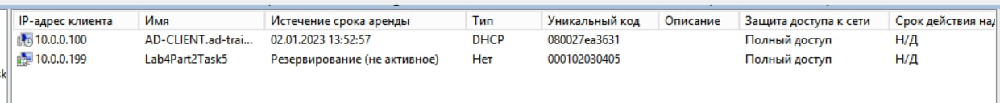 IP-адрес клиента Имя Истечение срока аренды Тип Уникальный код Описание Защита доступа к сети Срок действия над
10.0.0.100 AD-CLIENT.ad-trai... 02.01.2023 13:52:57 DHCP 080027ea3631 Полный доступ Н/Д
10.0.0.199 Lab4Part2Task5 Резервирование (не активное) Нет 000102030405 Полный доступ Н/Д